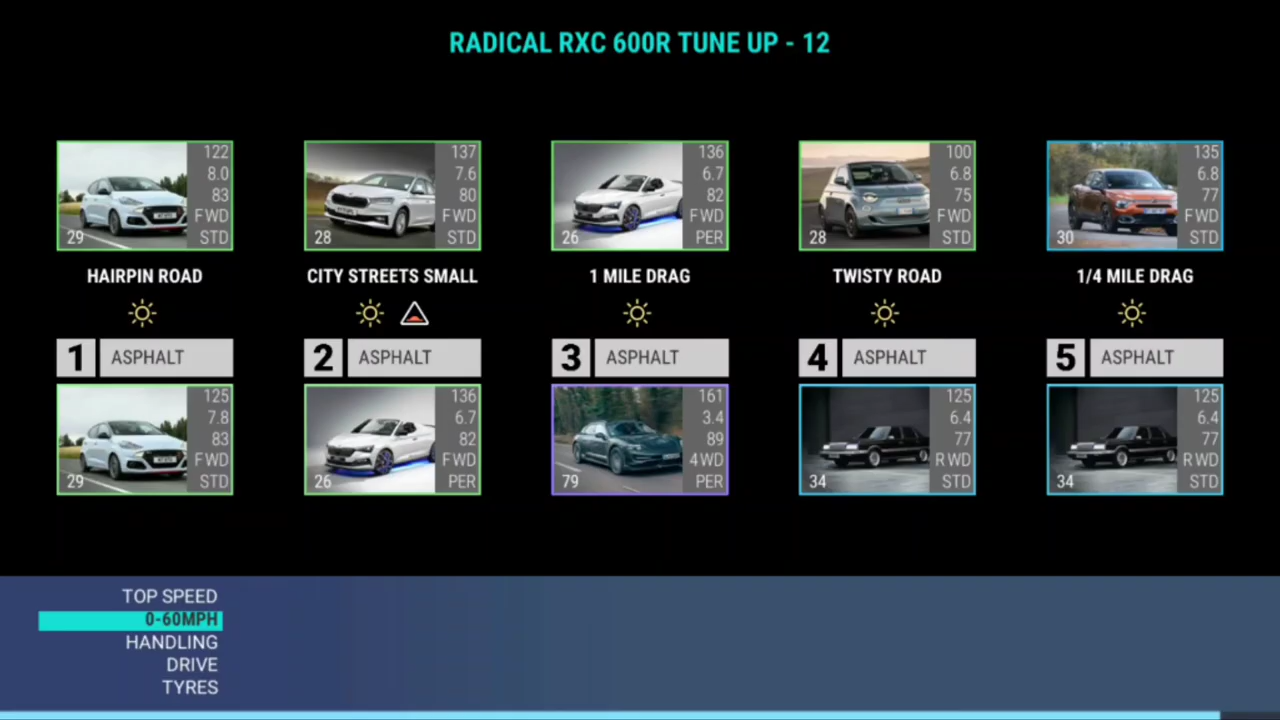 RADICAL RXC 600R TUNE UP - 12
122
8.0
83
FWD
29 STD
137
7.6
80
FWD
28 STD
136
6.7
82
FWD
26 PER
100
6.8
75
FWD
28 STD
135
6.8
77
FWD
30 STD
HAIRPIN ROAD
CITY STREETS SMALL
1 MILE DRAG
TWISTY ROAD
1/4 MILE DRAG
1 ASPHALT
2 ASPHALT
3 ASPHALT
4 ASPHALT
5 ASPHALT
125
7.8
83
FWD
29 STD
136
6.7
82
FWD
26 PER
161
3.4
89
4WD
79 PER
125
6.4
77
RWD
34 STD
125
6.4
77
RWD
34 STD
TOP SPEED
0-60MPH
HANDLING
DRIVE
TYRES